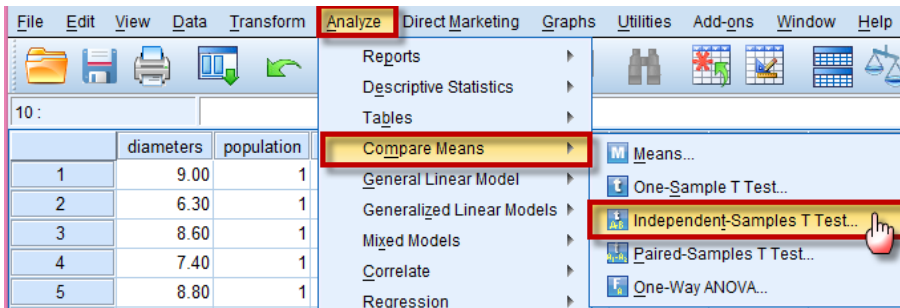 File Edit View Data Transform Analyze Direct Marketing Graphs Utilities Add-ons Window Help
Reports
Descriptive Statistics
10 :
Tables
diameters population
Compare Means
Means...
1 9.00 1
General Linear Model
One-Sample T Test...
2 6.30 1
Generalized Linear Models
Independent-Samples T Test...
3 8.60 1
Mixed Models
Paired-Samples T Test...
4 7.40 1
Correlate
One-Way ANOVA...
5 8.80 1
Regression